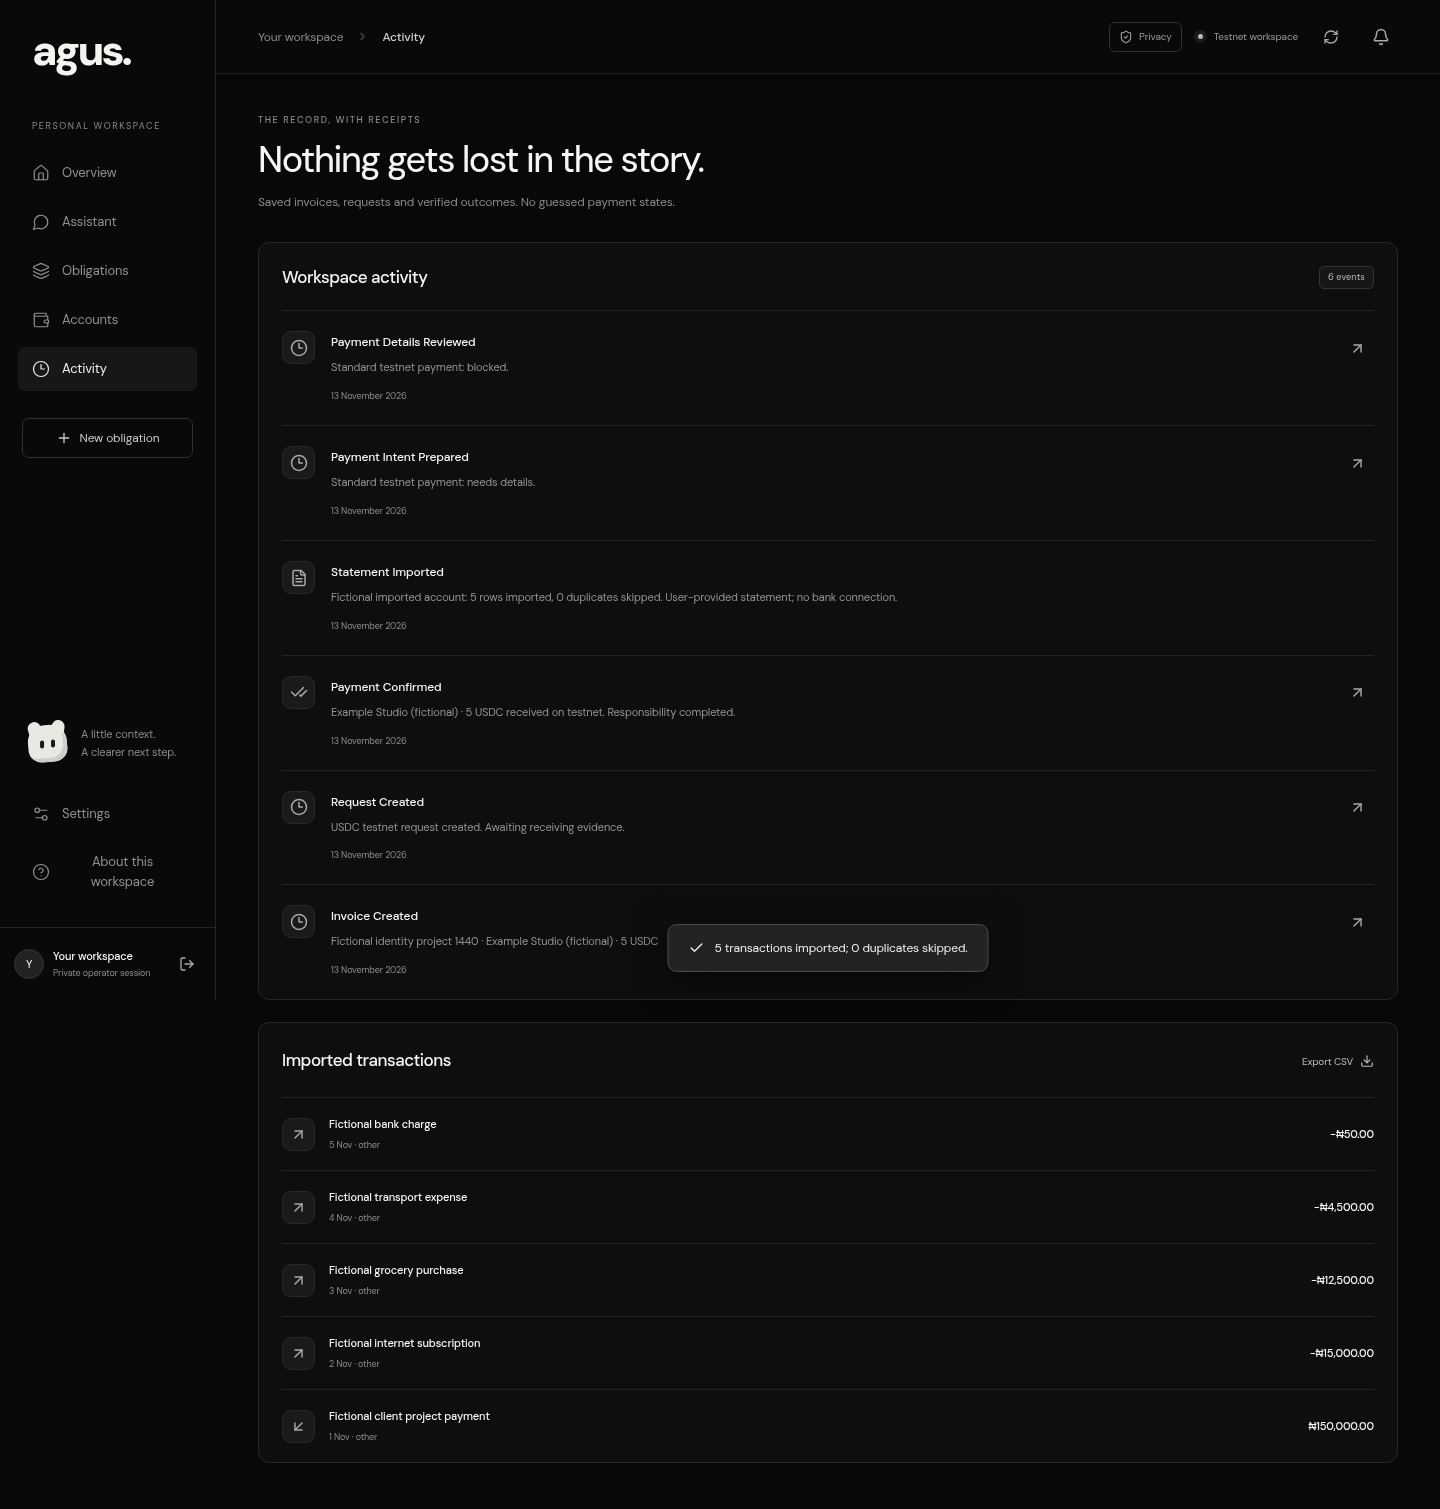 agus.
PERSONAL WORKSPACE
Overview
Assistant
Obligations
Accounts
Activity
New obligation
A little context.
A clearer next step.
Settings
About this
workspace
Y
Your workspace
Private operator session
Your workspace
Activity
Privacy
Testnet workspace
THE RECORD, WITH RECEIPTS
Nothing gets lost in the story.
Saved invoices, requests and verified outcomes. No guessed payment states.
Workspace activity
6 events
Payment Details Reviewed
Standard testnet payment: blocked.
13 November 2026
Payment Intent Prepared
Standard testnet payment: needs details.
13 November 2026
Statement Imported
Fictional imported account: 5 rows imported, 0 duplicates skipped. User-provided statement; no bank connection.
13 November 2026
Payment Confirmed
Example Studio (fictional) · 5 USDC received on testnet. Responsibility completed.
13 November 2026
Request Created
USDC testnet request created. Awaiting receiving evidence.
13 November 2026
Invoice Created
Fictional identity project 1440 · Example Studio (fictional) · 5 USDC
13 November 2026
5 transactions imported; 0 duplicates skipped.
Imported transactions
Export CSV
Fictional bank charge
5 Nov · other
-₦50.00
Fictional transport expense
4 Nov · other
-₦4,500.00
Fictional grocery purchase
3 Nov · other
-₦12,500.00
Fictional internet subscription
2 Nov · other
-₦15,000.00
Fictional client project payment
1 Nov · other
₦150,000.00